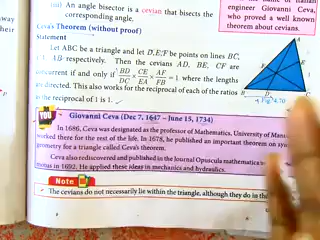 (iii) An angle bisector is a cevian that bisects the
corresponding angle.
engineer Giovanni Ceva,
who proved a well known
theorem about cevians.
Ceva's Theorem (without proof)
Statement
Let ABC be a triangle and let D,E,F be points on lines BC,
AB respectively. Then the cevians AD, BE, CF are
concurrent if and only if BD/DC × CE/EA × AF/FB = 1 where the lengths
are directed. This also works for the reciprocal of each of the ratios
as the reciprocal of 1 is 1.
A
E
B
D
Fig 4.70
YOU
Giovanni Ceva (Dec 7, 1647 – June 15, 1734)
In 1686, Ceva was designated as the professor of Mathematics, University of
worked there for the rest of the life. In 1678, he published an important theorem on
geometry for a triangle called Ceva's theorem.
Ceva also rediscovered and published in the Journal Opuscula mathematica
in 1692. He applied these ideas in mechanics and hydraulics.
Note
The cevians do not necessarily lie within the triangle, although they do in the